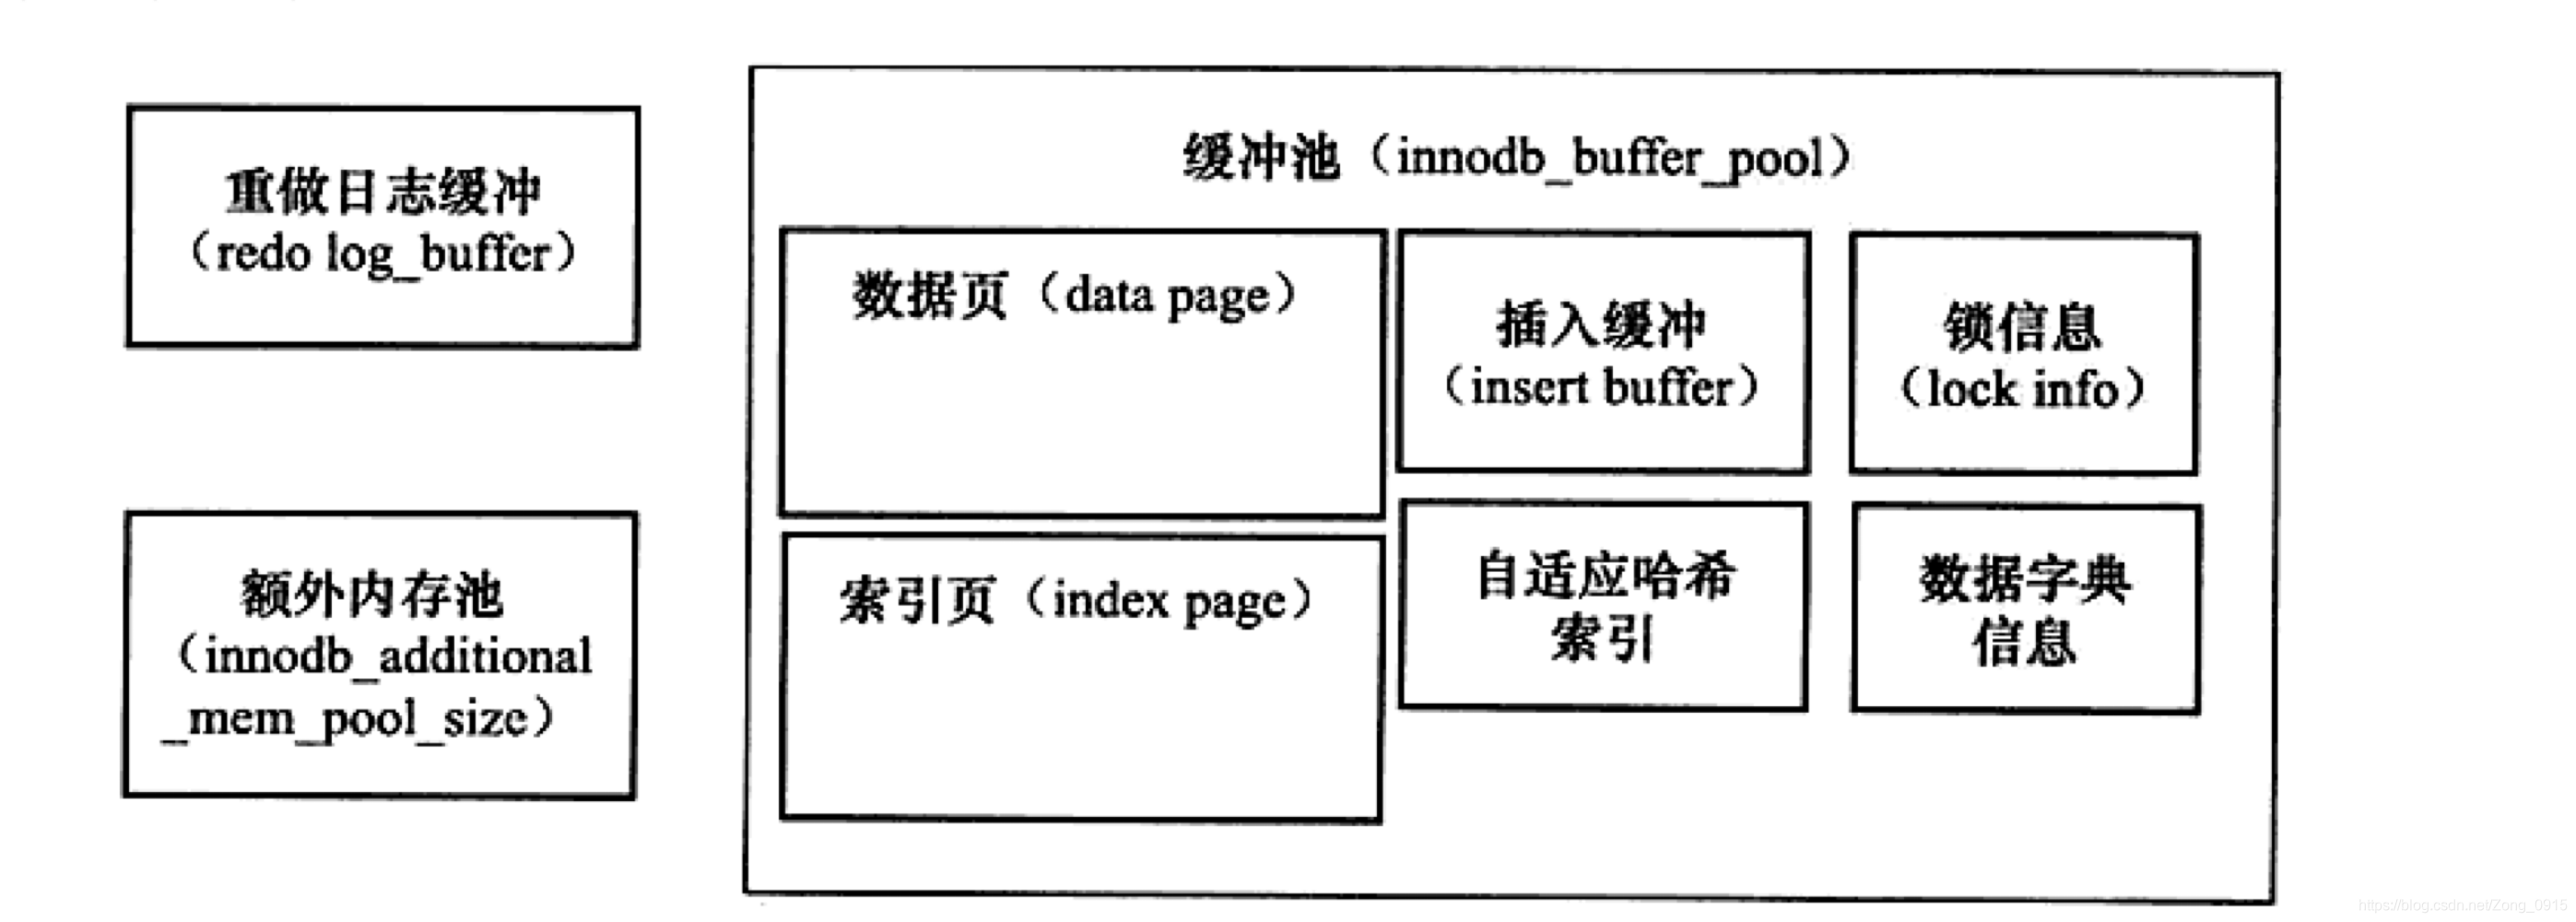 重做日志缓冲
（redo log_buffer）
额外内存池
（innodb_additional
_mem_pool_size）
缓冲池（innodb_buffer_pool）
数据页（data page）
插入缓冲
（insert buffer）
锁信息
（lock info）
索引页（index page）
自适应哈希
索引
数据字典
信息
https://blog.csdn.net/Zong_0915